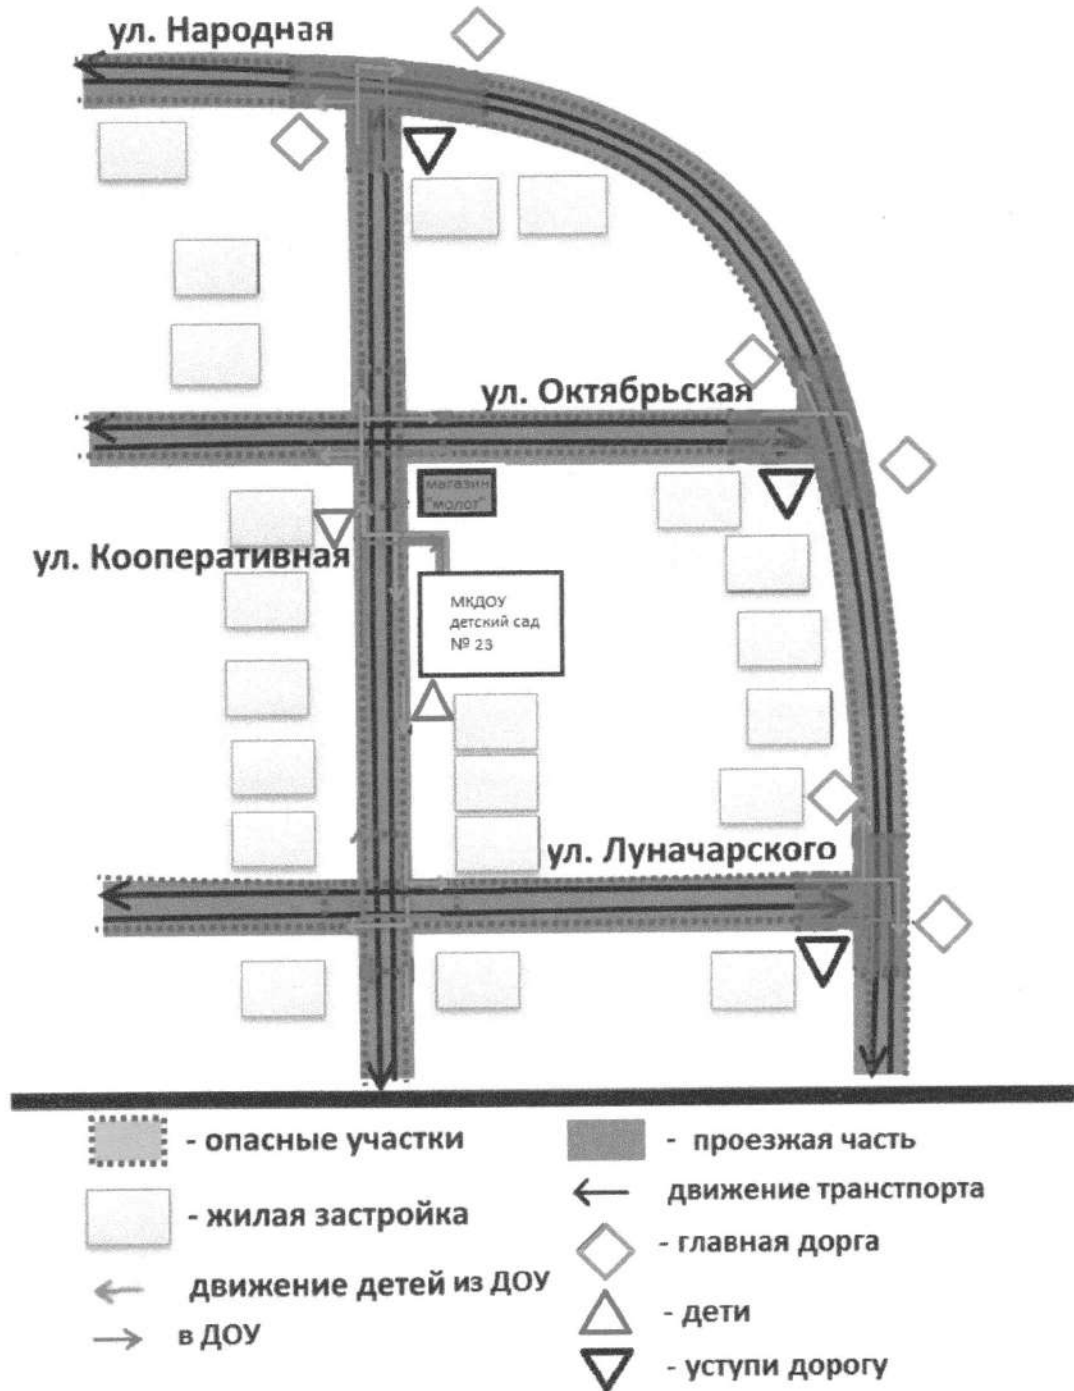 ул. Народная
ул. Октябрьская
магазин
"молот"
ул. Кооперативная
МКДОУ
детский сад
№ 23
ул. Луначарского
- опасные участки
- жилая застройка
движение детей из ДОУ
в ДОУ
- проезжая часть
движение транстпорта
- главная дорга
- дети
- уступи дорогу